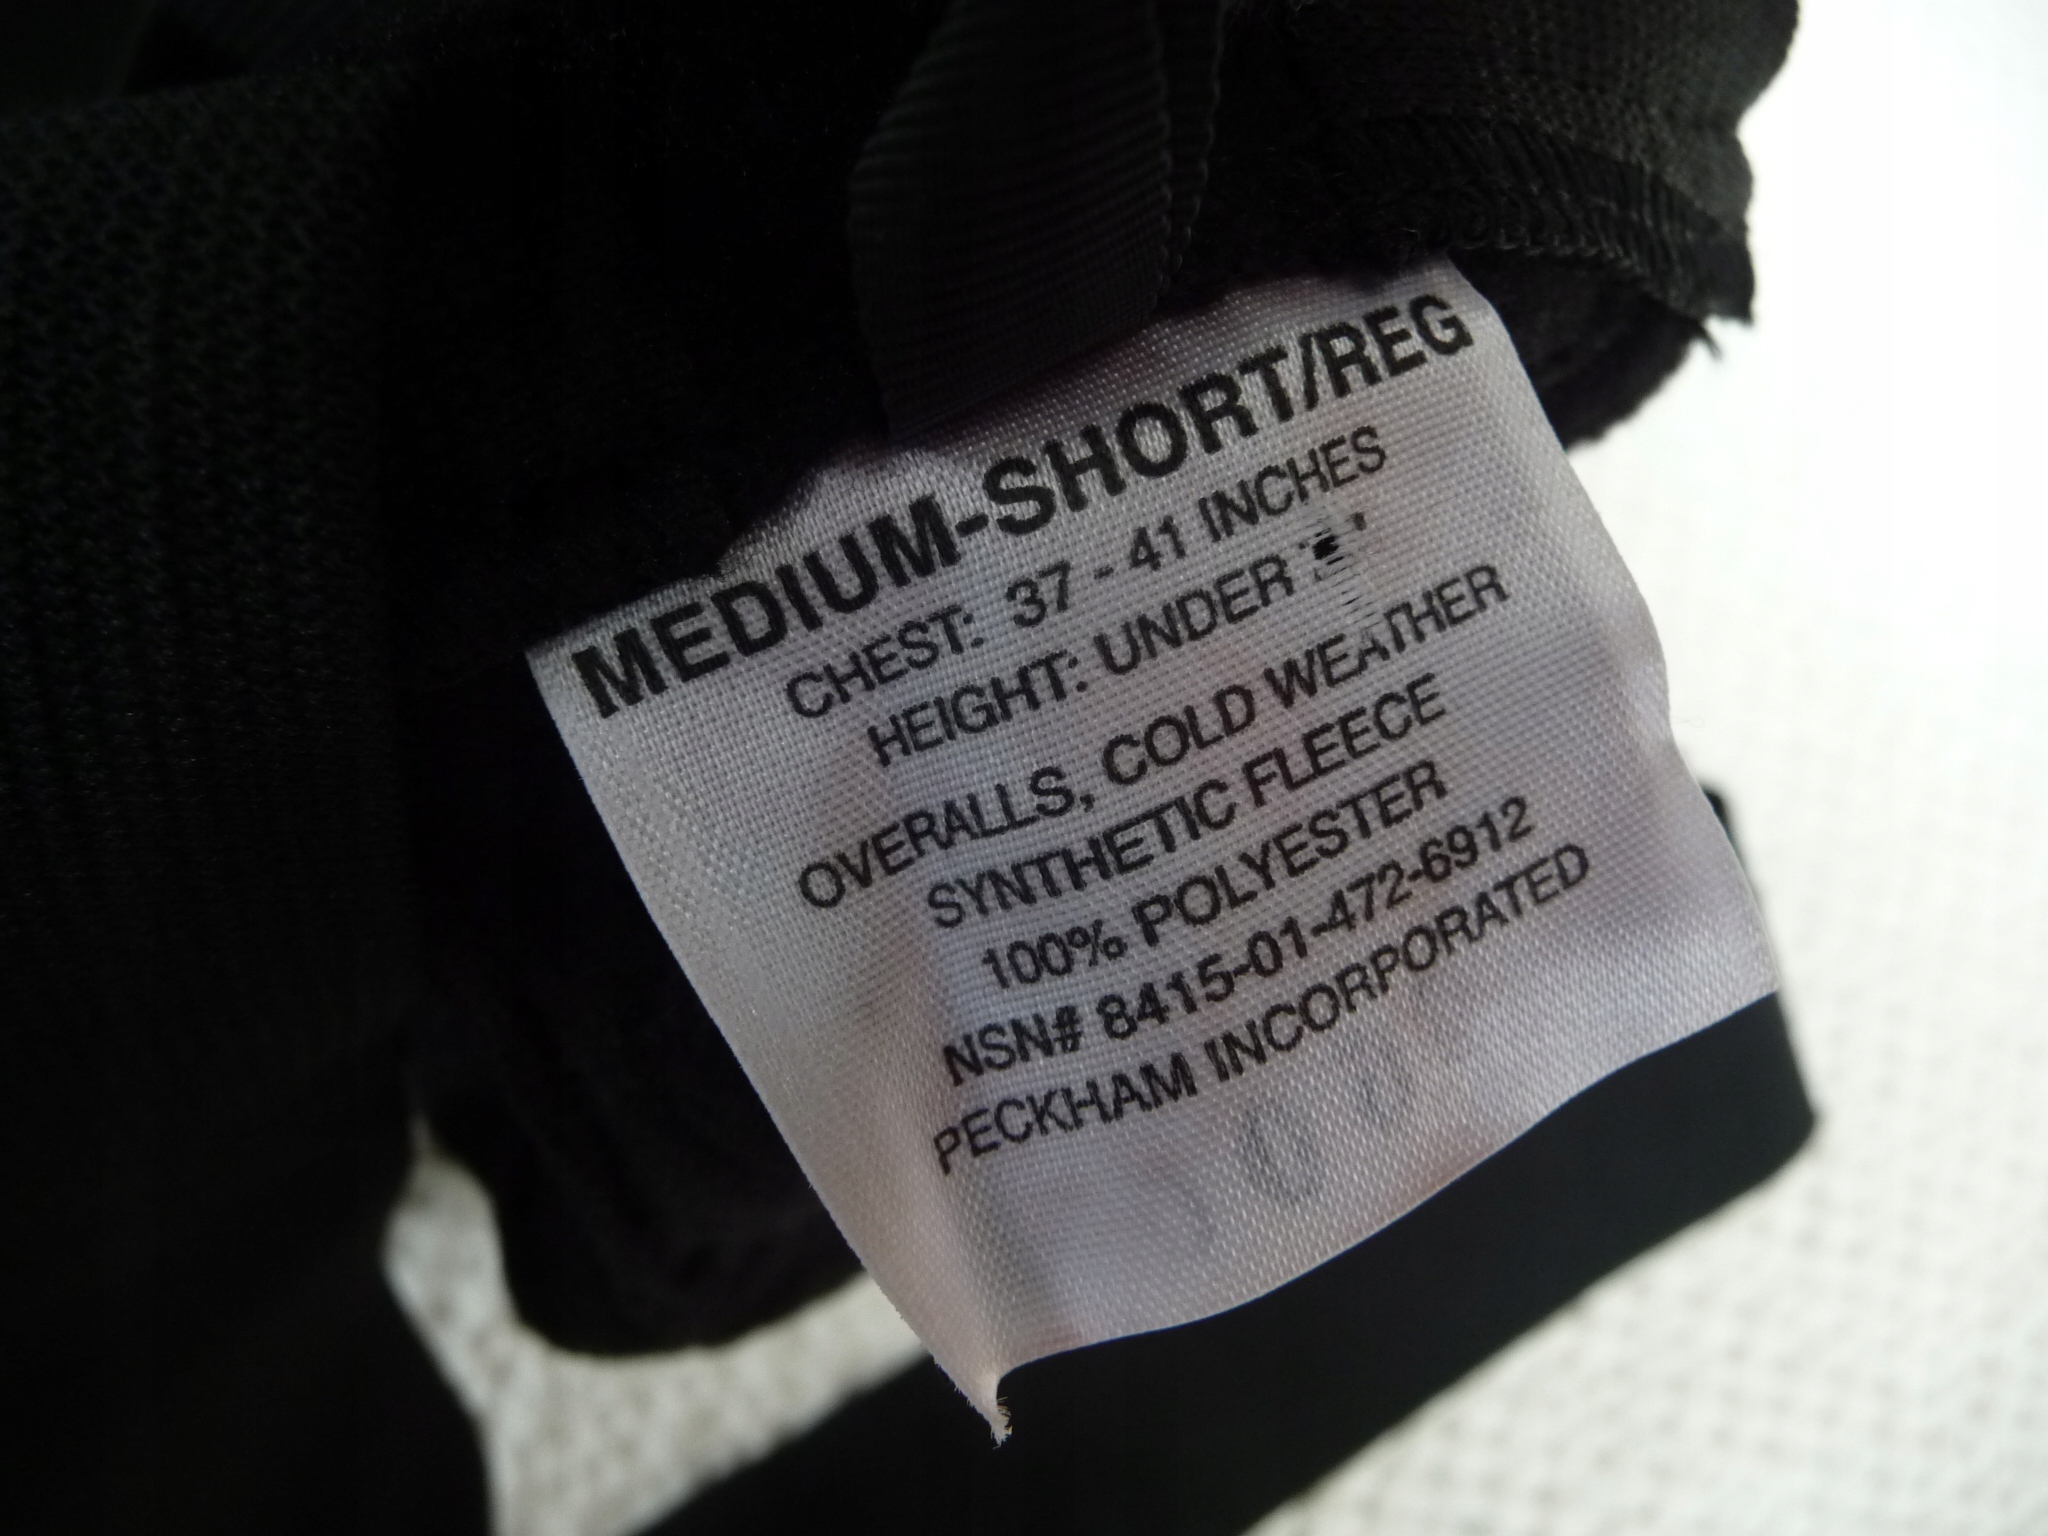 MEDIUM-SHORT/REG
CHEST: 37 - 41 INCHES
HEIGHT: UNDER
OVERALLS, COLD WEATHER
SYNTHETIC FLEECE
100% POLYESTER
NSN# 8415-01-472-6912
PECKHAM INCORPORATED